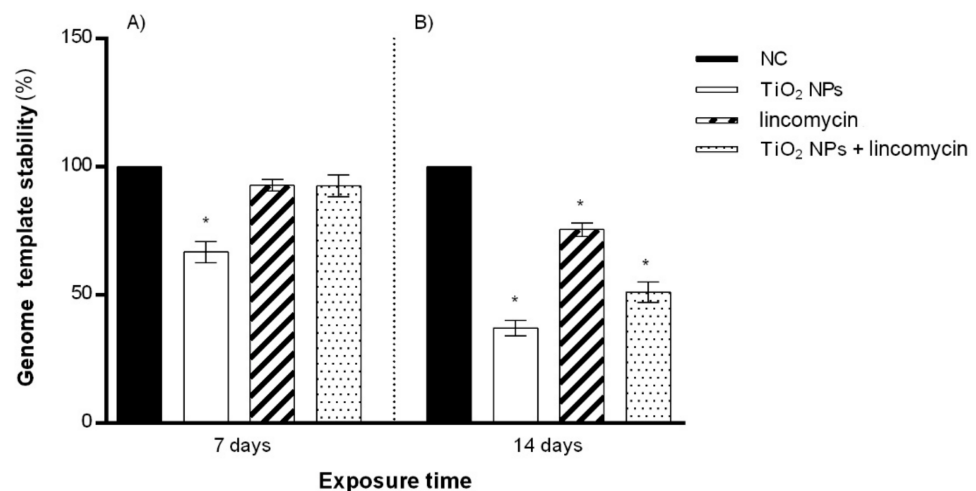 A)
B)
150
100
50
0
Genome template stability (%)
*
*
*
*
7 days
14 days
Exposure time
NC
TiO₂ NPs
lincomycin
TiO₂ NPs + lincomycin